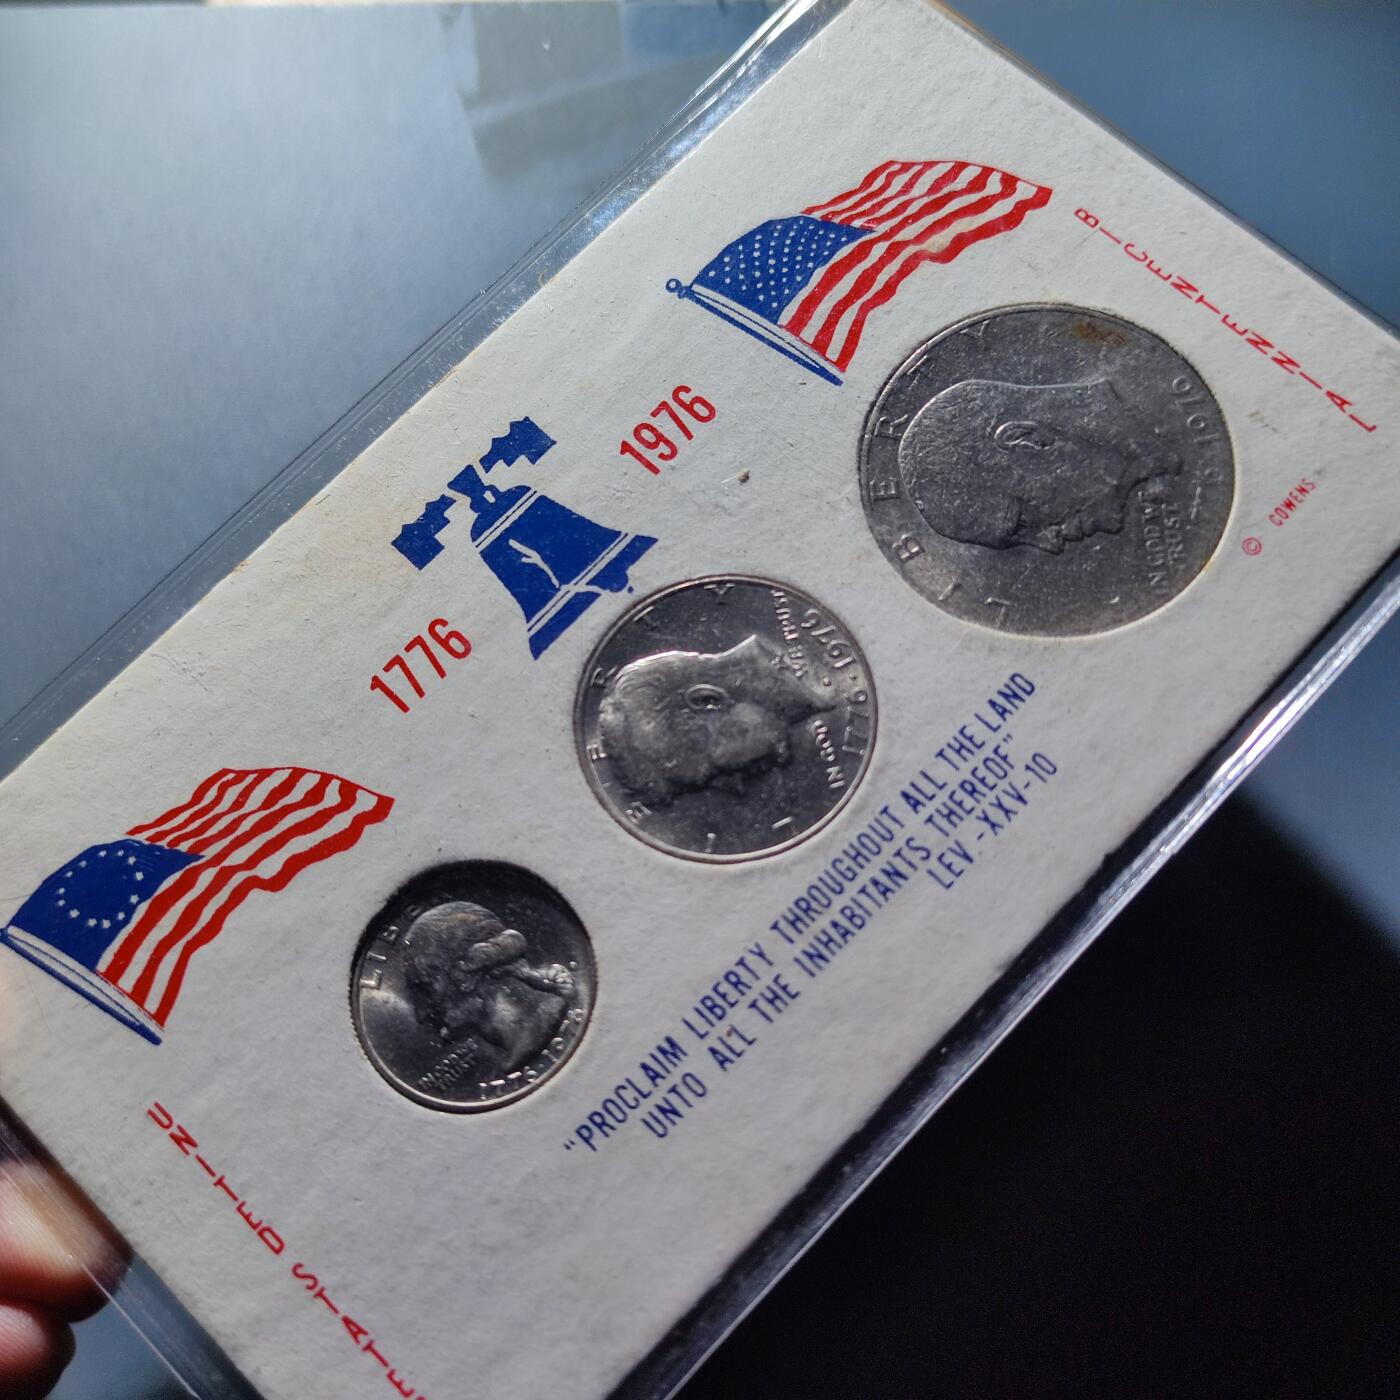 BICENTENNIAL
1776
1976
LIBERTY
1776·1976
IN GOD WE
TRUST
LIBERTY
1776·1976
IN GOD
WE TRUST
LIBE
IN GOD WE
TRUST
1776·1976
© COWENS
"PROCLAIM LIBERTY THROUGHOUT ALL THE LAND
UNTO ALL THE INHABITANTS THEREOF"
LEV.-XXV-10
UNITED STATES